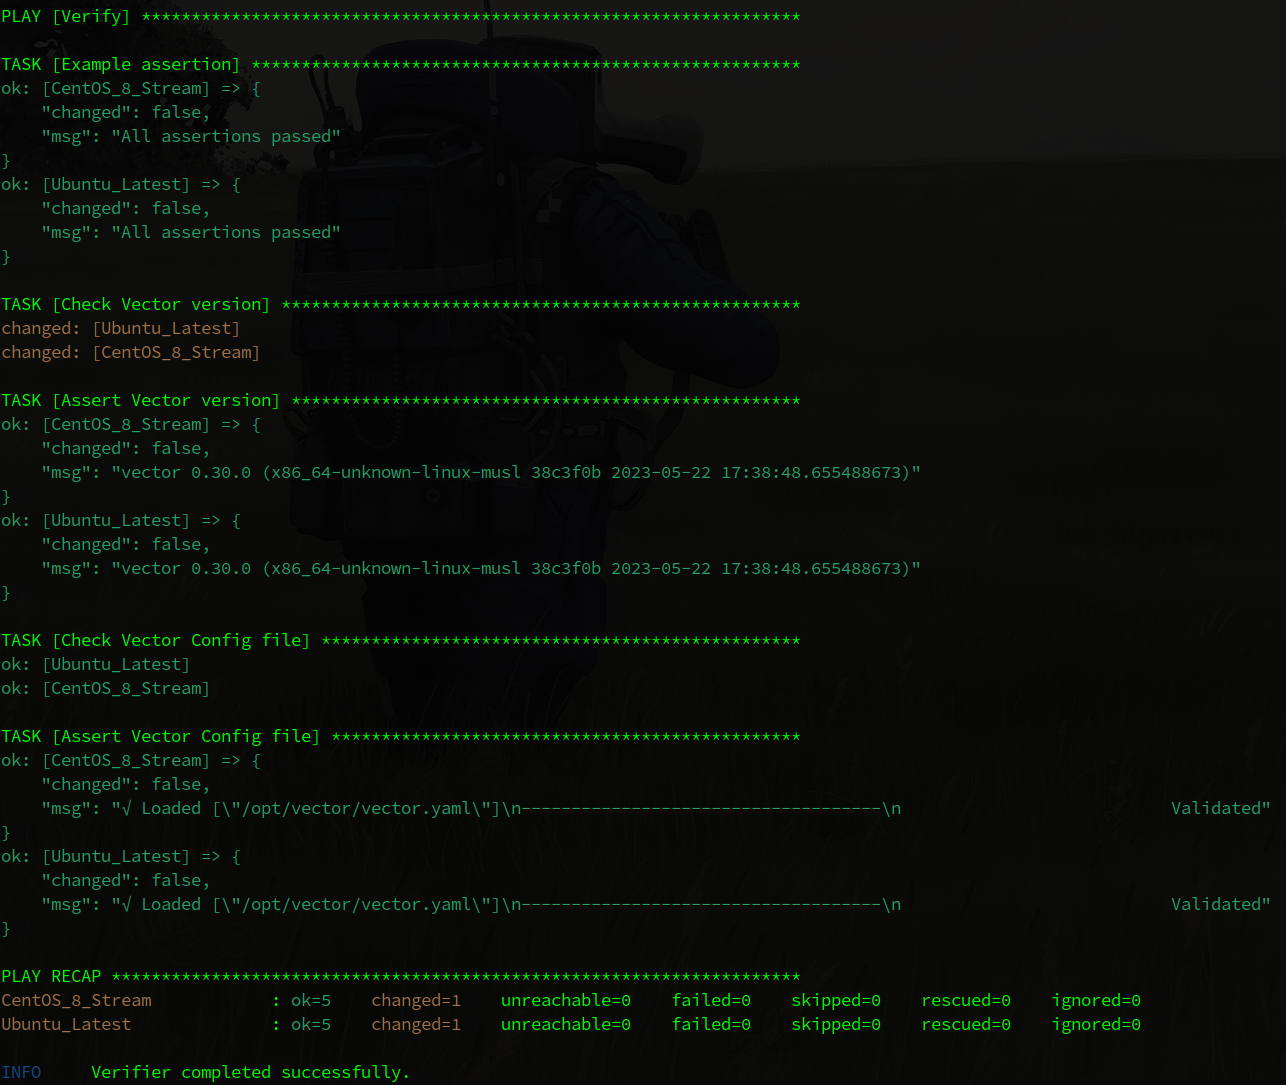 PLAY [Verify] ******************************************************************

TASK [Example assertion] *******************************************************
ok: [CentOS_8_Stream] => {
    "changed": false,
    "msg": "All assertions passed"
}
ok: [Ubuntu_Latest] => {
    "changed": false,
    "msg": "All assertions passed"
}

TASK [Check Vector version] ****************************************************
changed: [Ubuntu_Latest]
changed: [CentOS_8_Stream]

TASK [Assert Vector version] ***************************************************
ok: [CentOS_8_Stream] => {
    "changed": false,
    "msg": "vector 0.30.0 (x86_64-unknown-linux-musl 38c3f0b 2023-05-22 17:38:48.655488673)"
}
ok: [Ubuntu_Latest] => {
    "changed": false,
    "msg": "vector 0.30.0 (x86_64-unknown-linux-musl 38c3f0b 2023-05-22 17:38:48.655488673)"
}

TASK [Check Vector Config file] ************************************************
ok: [Ubuntu_Latest]
ok: [CentOS_8_Stream]

TASK [Assert Vector Config file] ***********************************************
ok: [CentOS_8_Stream] => {
    "changed": false,
    "msg": "√ Loaded [\"/opt/vector/vector.yaml\"]\n------------------------------------\n                           Validated"
}
ok: [Ubuntu_Latest] => {
    "changed": false,
    "msg": "√ Loaded [\"/opt/vector/vector.yaml\"]\n------------------------------------\n                           Validated"
}

PLAY RECAP *********************************************************************
CentOS_8_Stream            : ok=5    changed=1    unreachable=0    failed=0    skipped=0    rescued=0    ignored=0
Ubuntu_Latest              : ok=5    changed=1    unreachable=0    failed=0    skipped=0    rescued=0    ignored=0

INFO     Verifier completed successfully.